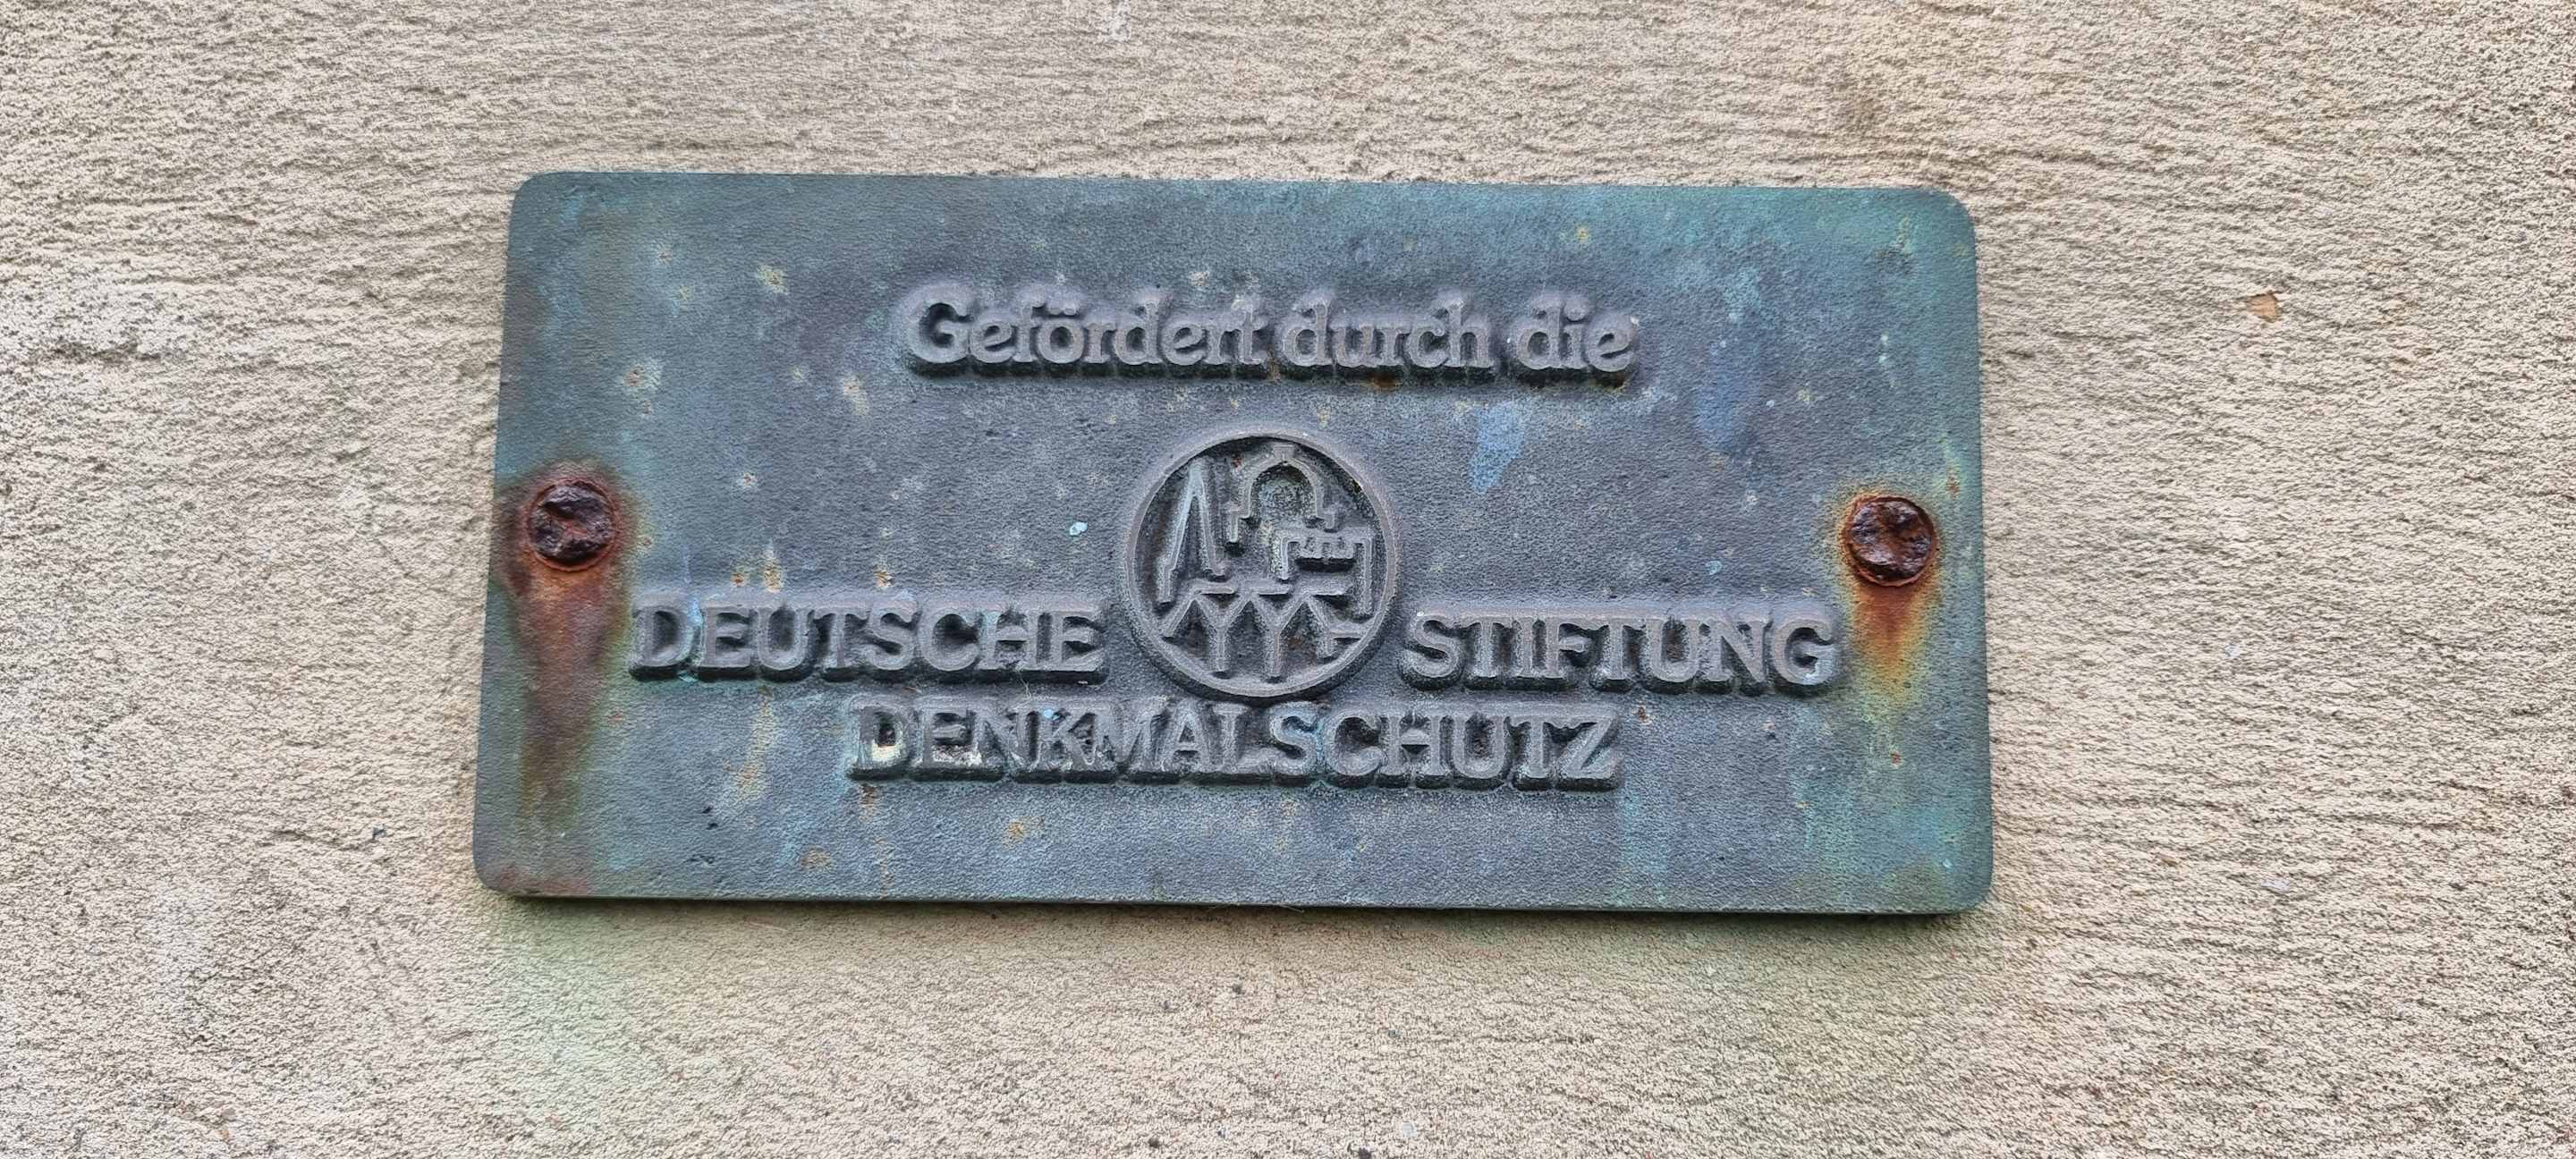 Gefördert durch die
DEUTSCHE STIFTUNG
DENKMALSCHUTZ